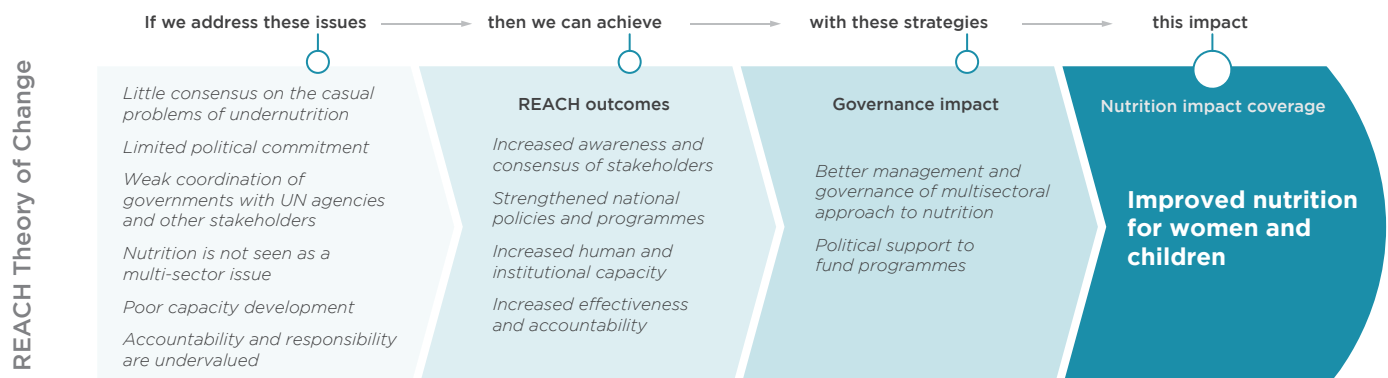 REACH Theory of Change
If we address these issues
then we can achieve
with these strategies
this impact
Little consensus on the casual
problems of undernutrition
Limited political commitment
Weak coordination of
governments with UN agencies
and other stakeholders
Nutrition is not seen as a
multi-sector issue
Poor capacity development
Accountability and responsibility
are undervalued
REACH outcomes
Increased awareness and
consensus of stakeholders
Strengthened national
policies and programmes
Increased human and
institutional capacity
Increased effectiveness
and accountability
Governance impact
Better management and
governance of multisectoral
approach to nutrition
Political support to
fund programmes
Nutrition impact coverage
Improved nutrition
for women and
children